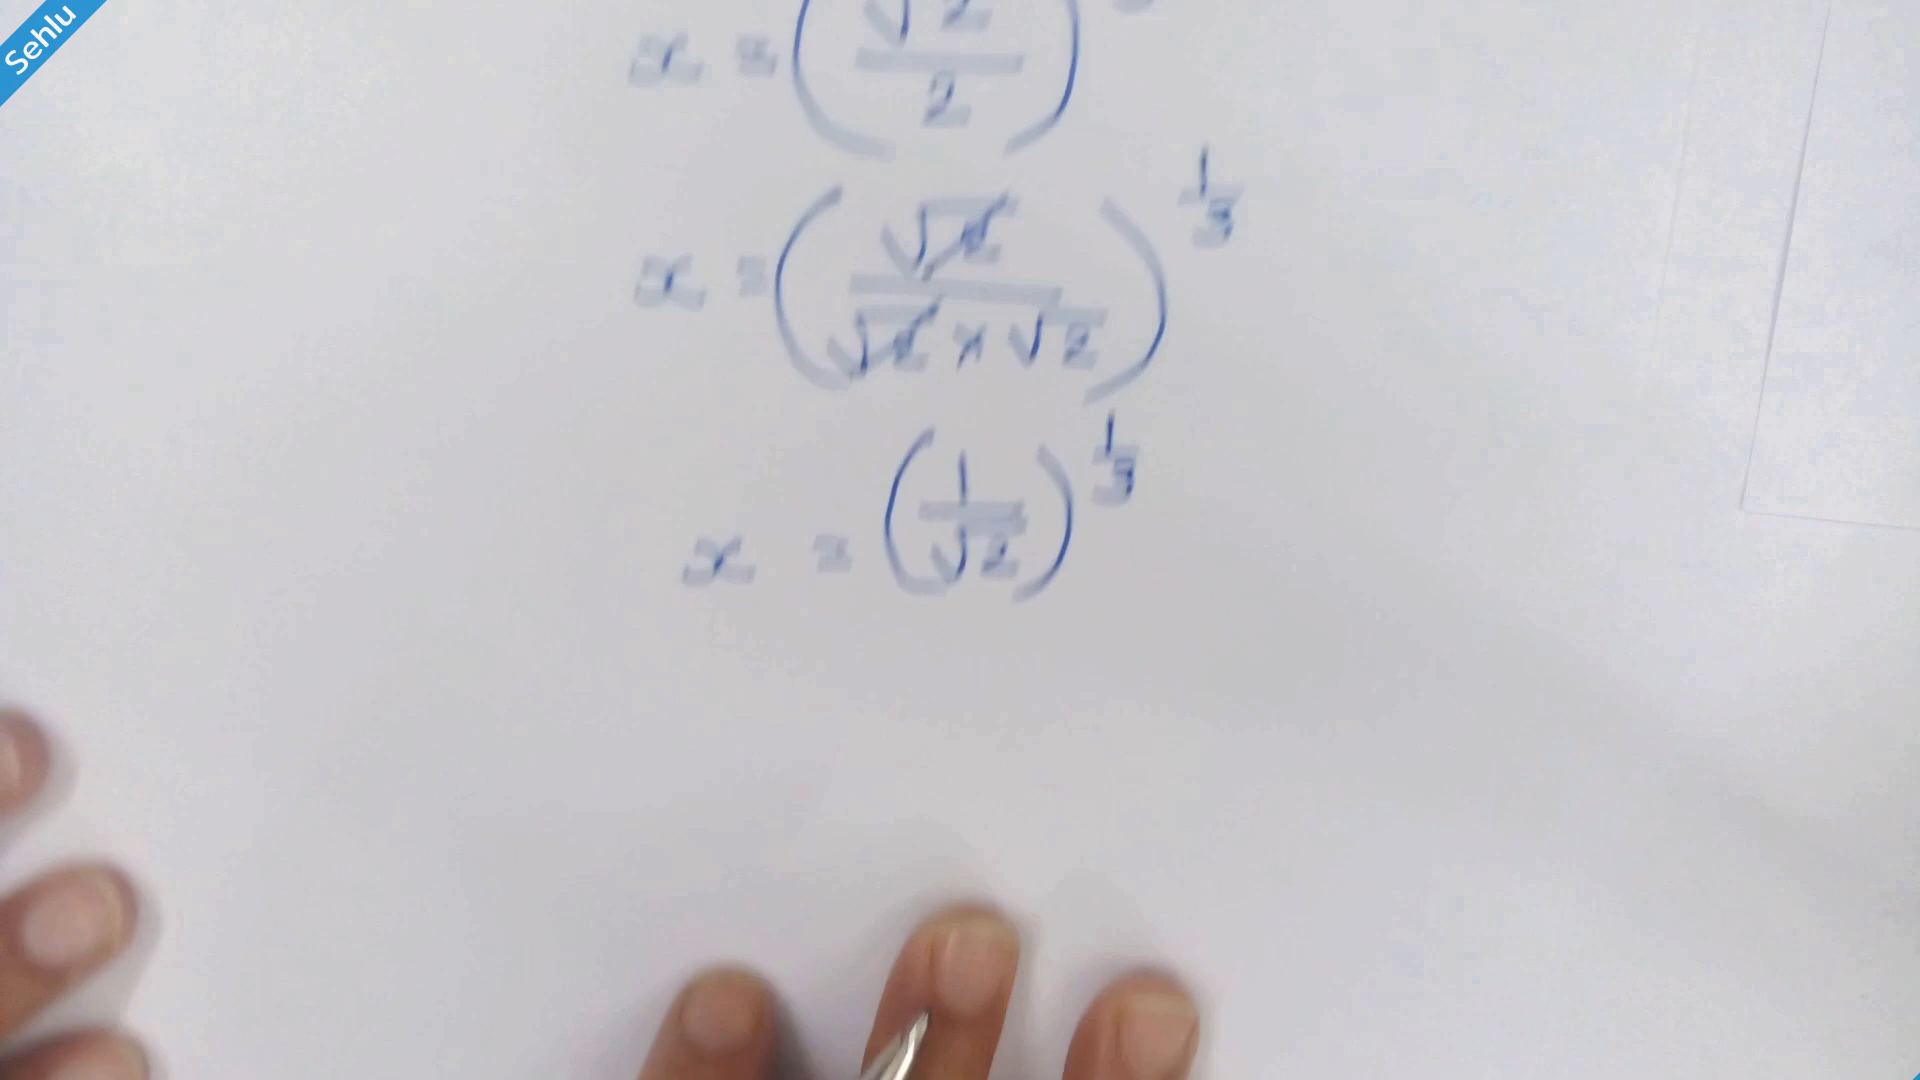 Sehlu
x = (√2/2)
x = (√2/(√2 × √2))^(1/3)
x = (1/√2)^(1/3)